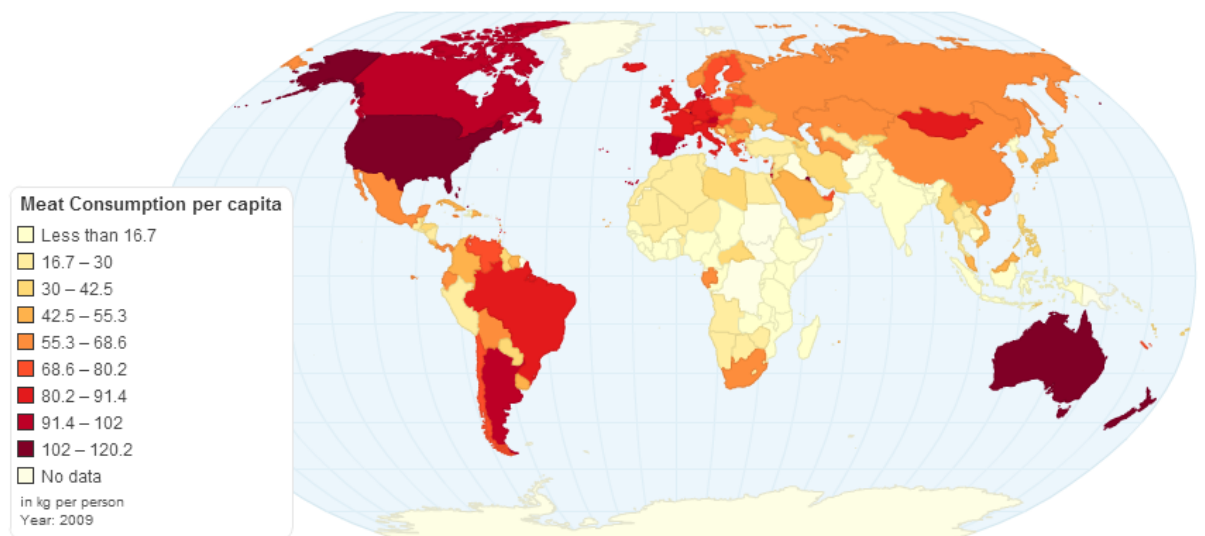 Meat Consumption per capita
Less than 16.7
16.7 – 30
30 – 42.5
42.5 – 55.3
55.3 – 68.6
68.6 – 80.2
80.2 – 91.4
91.4 – 102
102 – 120.2
No data
in kg per person
Year: 2009